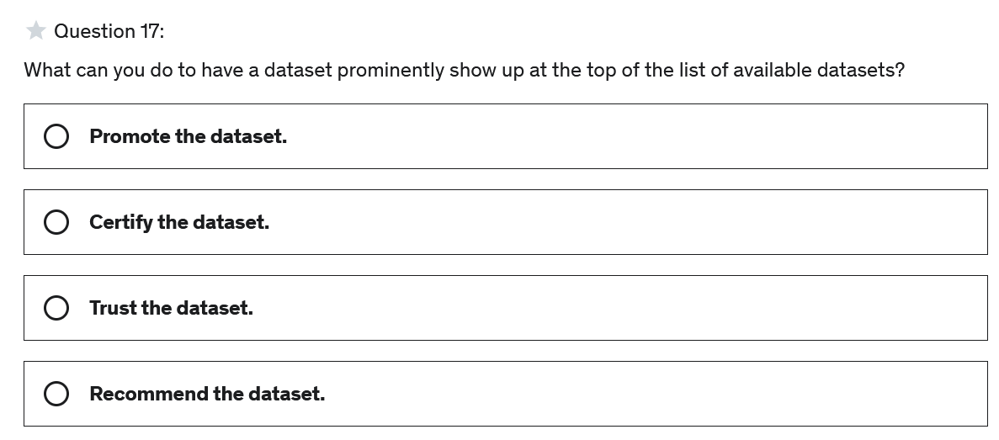 Question 17:
What can you do to have a dataset prominently show up at the top of the list of available datasets?
Promote the dataset.
Certify the dataset.
Trust the dataset.
Recommend the dataset.